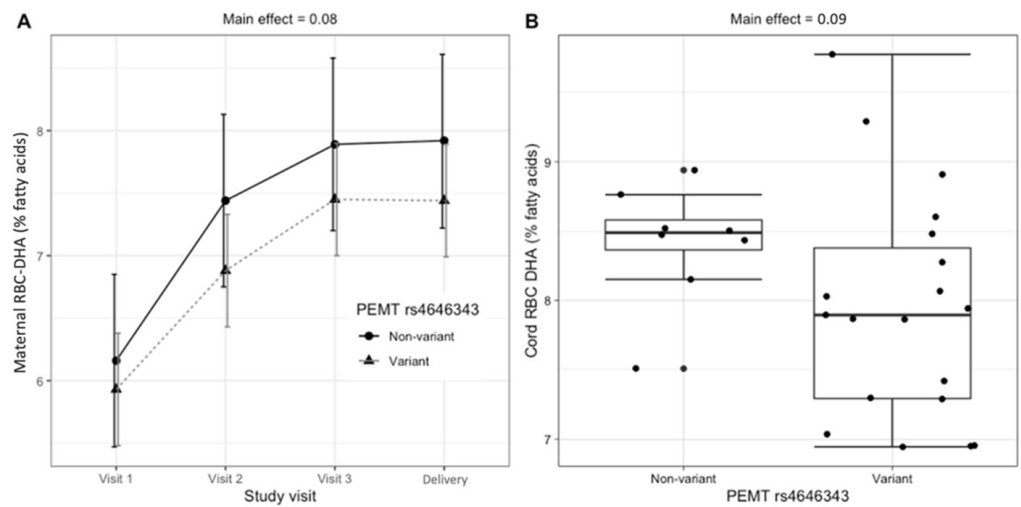 A
Main effect = 0.08
Maternal RBC-DHA (% fatty acids)
8
7
6
PEMT rs4646343
Non-variant
Variant
Visit 1
Visit 2
Visit 3
Delivery
Study visit
B
Main effect = 0.09
Cord RBC DHA (% fatty acids)
9
8
7
Non-variant
Variant
PEMT rs4646343